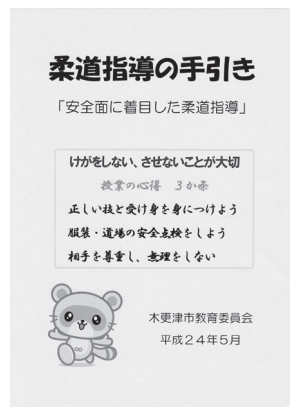 柔道指導の手引き
「安全面に着目した柔道指導」
けがをしない、させないことが大切
授業の心得 3か条
正しい技と受け身を身につけよう
服装・道場の安全点検をしよう
相手を尊重し、無理をしない
木更津市教育委員会
平成24年5月